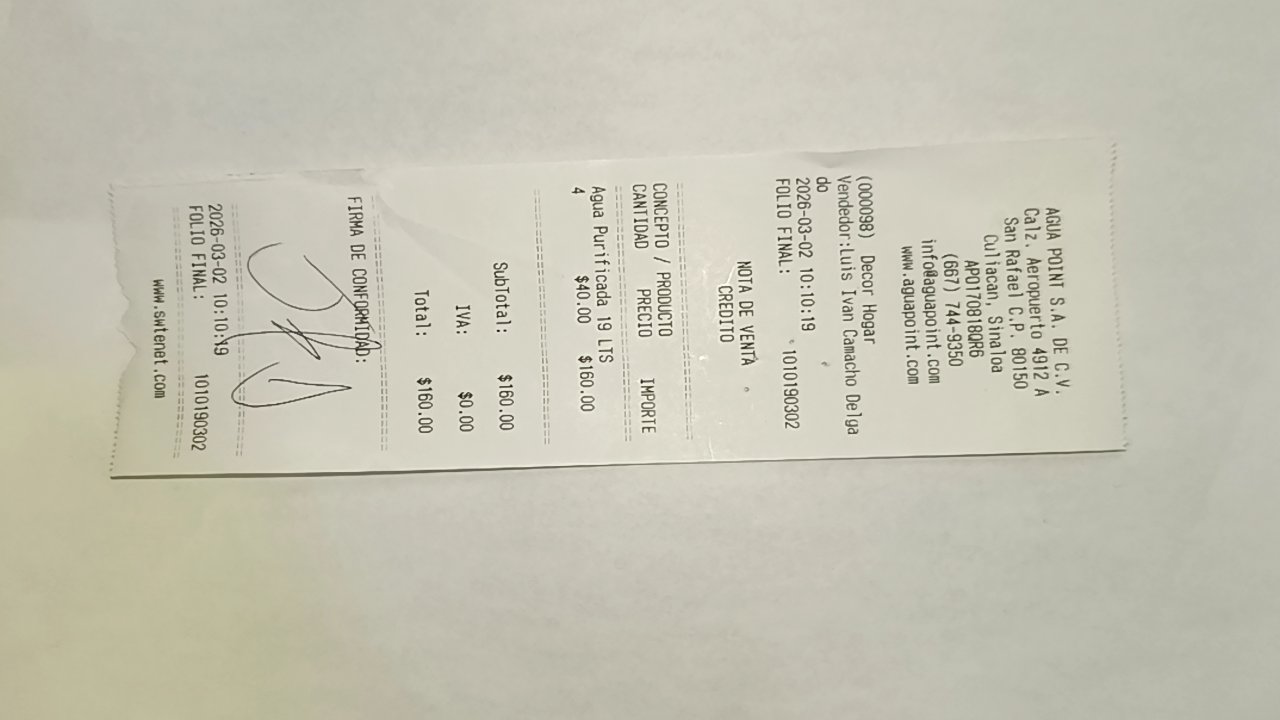 AGUA POINT S.A. DE C.V.
Calz. Aeropuerto 4912 A
San Rafael C.P. 80150
Culiacan, Sinaloa
APO170818QR6
(667) 744-9350
info@aguapoint.com
www.aguapoint.com
(000098) Decor Hogar
Vendedor:Luis Ivan Camacho Delga
do
2026-03-02 10:10:19
FOLIO FINAL: 1010190302
NOTA DE VENTA
CREDITO
================================
CONCEPTO / PRODUCTO
CANTIDAD PRECIO IMPORTE
================================
Agua Purificada 19 LTS
4 $40.00 $160.00
================================
SubTotal: $160.00
IVA: $0.00
Total: $160.00
================================
FIRMA DE CONFORMIDAD:
================================
2026-03-02 10:10:19
FOLIO FINAL: 1010190302
================================
www.swtenet.com